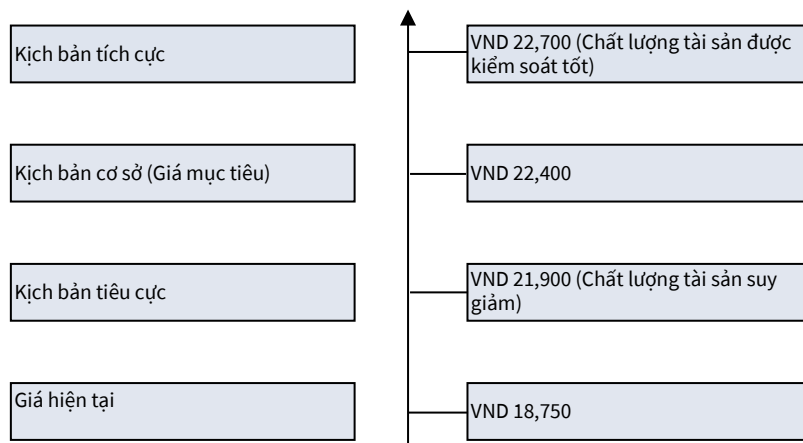 Kịch bản tích cực
VND 22,700 (Chất lượng tài sản được
kiểm soát tốt)
Kịch bản cơ sở (Giá mục tiêu)
VND 22,400
Kịch bản tiêu cực
VND 21,900 (Chất lượng tài sản suy
giảm)
Giá hiện tại
VND 18,750